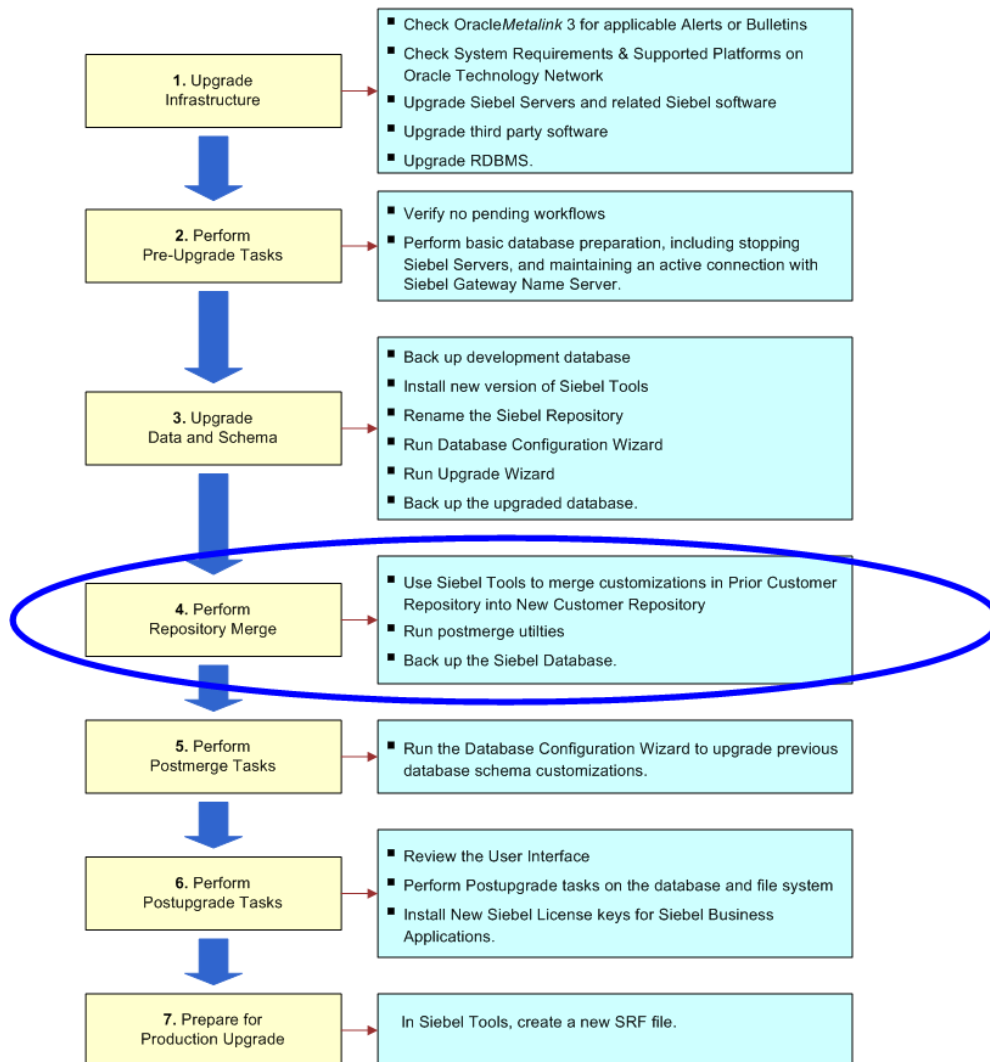 1. Upgrade
Infrastructure
■ Check OracleMetalink 3 for applicable Alerts or Bulletins
■ Check System Requirements & Supported Platforms on
Oracle Technology Network
■ Upgrade Siebel Servers and related Siebel software
■ Upgrade third party software
■ Upgrade RDBMS.
2. Perform
Pre-Upgrade Tasks
■ Verify no pending workflows
■ Perform basic database preparation, including stopping
Siebel Servers, and maintaining an active connection with
Siebel Gateway Name Server.
3. Upgrade
Data and Schema
■ Back up development database
■ Install new version of Siebel Tools
■ Rename the Siebel Repository
■ Run Database Configuration Wizard
■ Run Upgrade Wizard
■ Back up the upgraded database.
4. Perform
Repository Merge
■ Use Siebel Tools to merge customizations in Prior Customer
Repository into New Customer Repository
■ Run postmerge utilties
■ Back up the Siebel Database.
5. Perform
Postmerge Tasks
■ Run the Database Configuration Wizard to upgrade previous
database schema customizations.
6. Perform
Postupgrade Tasks
■ Review the User Interface
■ Perform Postupgrade tasks on the database and file system
■ Install New Siebel License keys for Siebel Business
Applications.
7. Prepare for
Production Upgrade
In Siebel Tools, create a new SRF file.